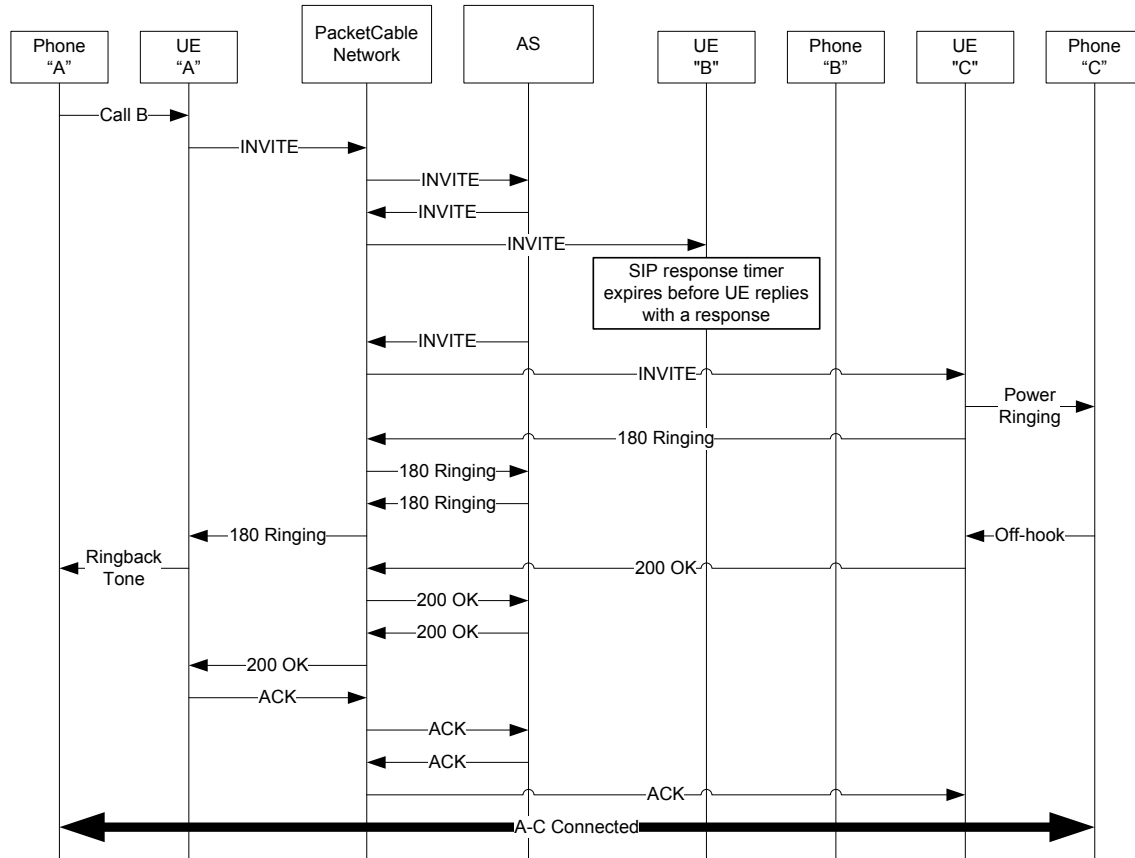 Phone
“A”
UE
“A”
PacketCable
Network
AS
UE
"B"
Phone
“B”
UE
"C"
Phone
“C”
Call B
INVITE
INVITE
INVITE
INVITE
SIP response timer
expires before UE replies
with a response
INVITE
INVITE
Power
Ringing
180 Ringing
180 Ringing
180 Ringing
180 Ringing
Off-hook
Ringback
Tone
200 OK
200 OK
200 OK
200 OK
ACK
ACK
ACK
ACK
A-C Connected